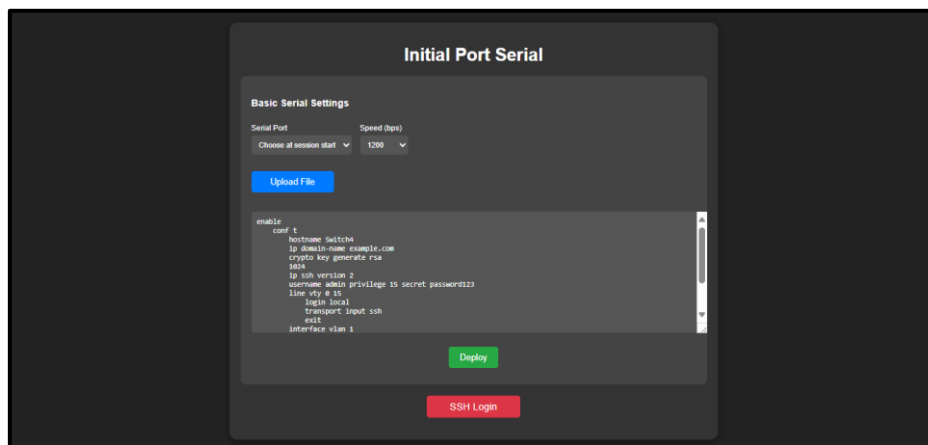 Initial Port Serial
Basic Serial Settings
Serial Port Speed (bps)
Choose at session start 1200
Upload File
enable
conf t
hostname Switch4
ip domain-name example.com
crypto key generate rsa
1024
ip ssh version 2
username admin privilege 15 secret password123
line vty 0 15
login local
transport input ssh
exit
interface vlan 1
Deploy
SSH Login